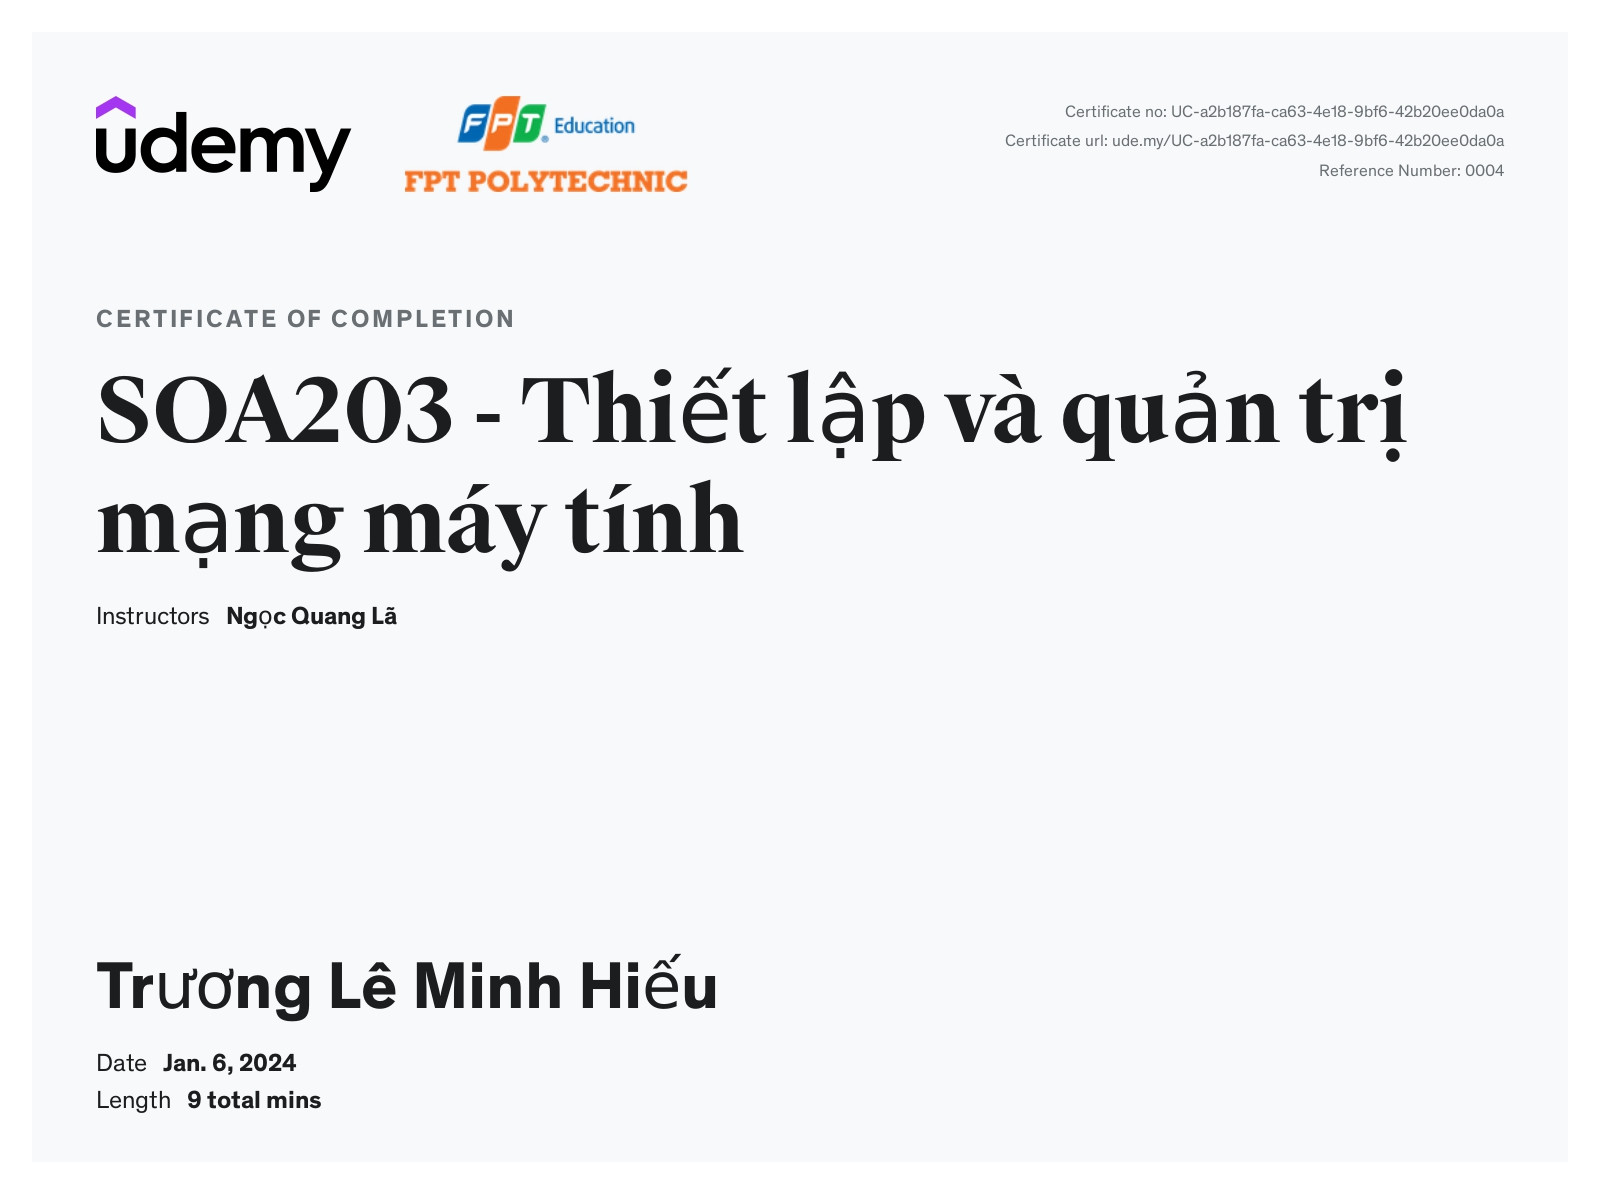 udemy
FPT Education
FPT POLYTECHNIC
Certificate no: UC-a2b187fa-ca63-4e18-9bf6-42b20ee0da0a
Certificate url: ude.my/UC-a2b187fa-ca63-4e18-9bf6-42b20ee0da0a
Reference Number: 0004
CERTIFICATE OF COMPLETION
SOA203 - Thiết lập và quản trị
mạng máy tính
Instructors Ngọc Quang Lã
Trương Lê Minh Hiếu
Date Jan. 6, 2024
Length 9 total mins